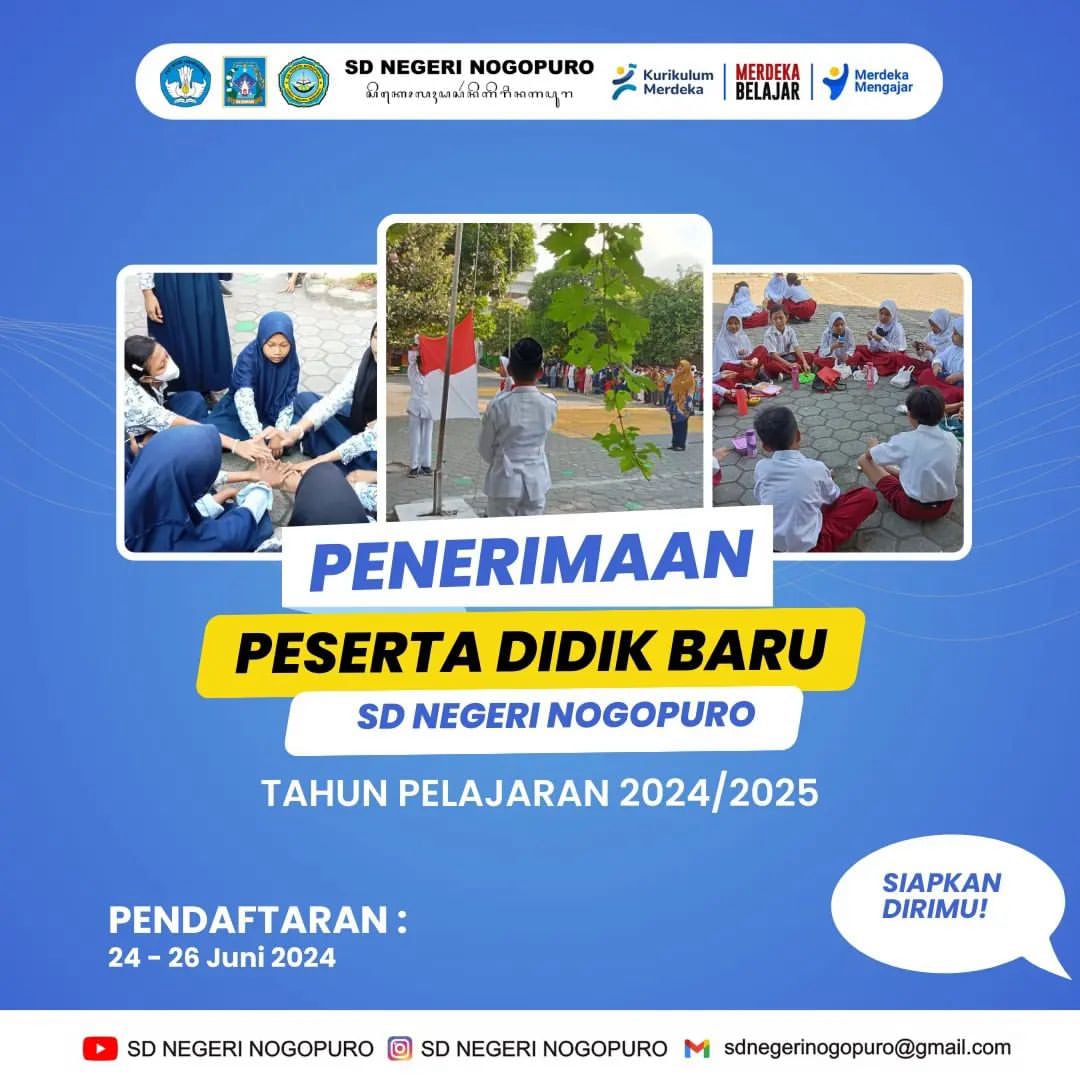 SD NEGERI NOGOPURO
Kurikulum
Merdeka
MERDEKA
BELAJAR
Merdeka
Mengajar
PENERIMAAN
PESERTA DIDIK BARU
SD NEGERI NOGOPURO
TAHUN PELAJARAN 2024/2025
SIAPKAN
DIRIMU!
PENDAFTARAN :
24 - 26 Juni 2024
SD NEGERI NOGOPURO
SD NEGERI NOGOPURO
sdnegerinogopuro@gmail.com